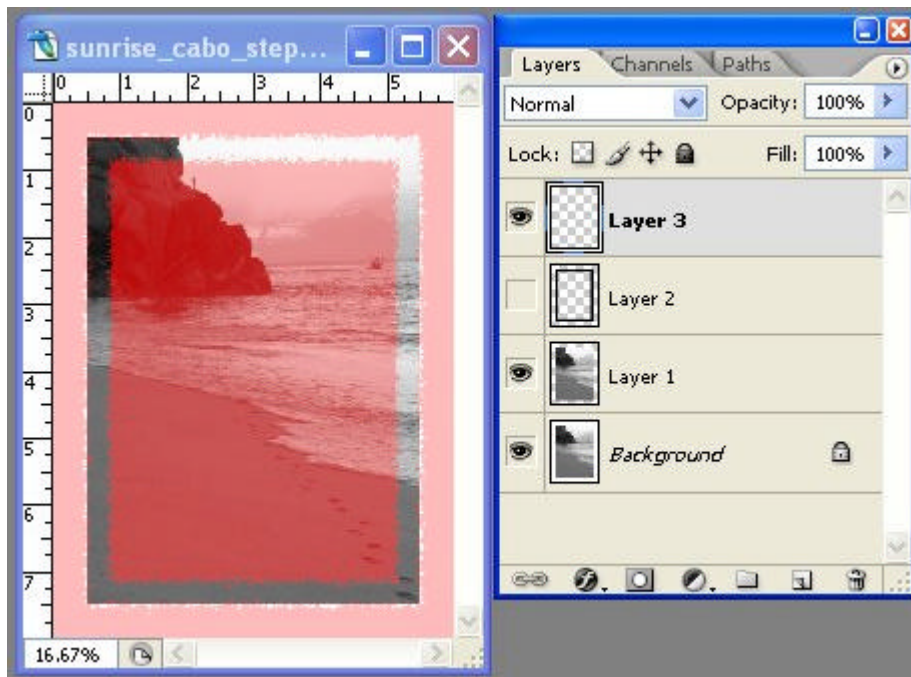 sunrise_cabo_step...
0 1 2 3 4 5
0
1
2
3
4
5
6
7
16.67%
Layers Channels Paths
Normal Opacity: 100%
Lock: Fill: 100%
Layer 3
Layer 2
Layer 1
Background